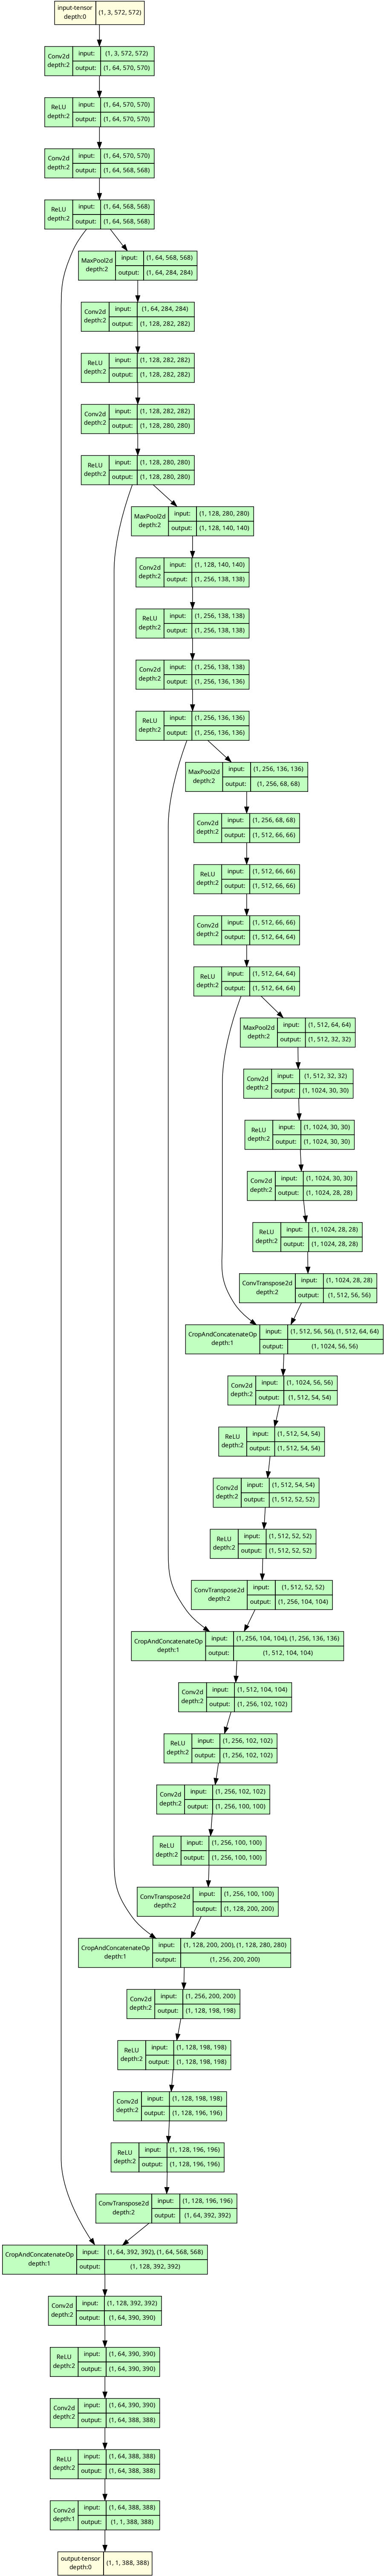 input-tensor
depth:0 (1, 3, 572, 572)
Conv2d input: (1, 3, 572, 572)
depth:2 output: (1, 64, 570, 570)
ReLU input: (1, 64, 570, 570)
depth:2 output: (1, 64, 570, 570)
Conv2d input: (1, 64, 570, 570)
depth:2 output: (1, 64, 568, 568)
ReLU input: (1, 64, 568, 568)
depth:2 output: (1, 64, 568, 568)
MaxPool2d input: (1, 64, 568, 568)
depth:2 output: (1, 64, 284, 284)
Conv2d input: (1, 64, 284, 284)
depth:2 output: (1, 128, 282, 282)
ReLU input: (1, 128, 282, 282)
depth:2 output: (1, 128, 282, 282)
Conv2d input: (1, 128, 282, 282)
depth:2 output: (1, 128, 280, 280)
ReLU input: (1, 128, 280, 280)
depth:2 output: (1, 128, 280, 280)
MaxPool2d input: (1, 128, 280, 280)
depth:2 output: (1, 128, 140, 140)
Conv2d input: (1, 128, 140, 140)
depth:2 output: (1, 256, 138, 138)
ReLU input: (1, 256, 138, 138)
depth:2 output: (1, 256, 138, 138)
Conv2d input: (1, 256, 138, 138)
depth:2 output: (1, 256, 136, 136)
ReLU input: (1, 256, 136, 136)
depth:2 output: (1, 256, 136, 136)
MaxPool2d input: (1, 256, 136, 136)
depth:2 output: (1, 256, 68, 68)
Conv2d input: (1, 256, 68, 68)
depth:2 output: (1, 512, 66, 66)
ReLU input: (1, 512, 66, 66)
depth:2 output: (1, 512, 66, 66)
Conv2d input: (1, 512, 66, 66)
depth:2 output: (1, 512, 64, 64)
ReLU input: (1, 512, 64, 64)
depth:2 output: (1, 512, 64, 64)
MaxPool2d input: (1, 512, 64, 64)
depth:2 output: (1, 512, 32, 32)
Conv2d input: (1, 512, 32, 32)
depth:2 output: (1, 1024, 30, 30)
ReLU input: (1, 1024, 30, 30)
depth:2 output: (1, 1024, 30, 30)
Conv2d input: (1, 1024, 30, 30)
depth:2 output: (1, 1024, 28, 28)
ReLU input: (1, 1024, 28, 28)
depth:2 output: (1, 1024, 28, 28)
ConvTranspose2d input: (1, 1024, 28, 28)
depth:2 output: (1, 512, 56, 56)
CropAndConcatenateOp input: (1, 512, 56, 56), (1, 512, 64, 64)
depth:1 output: (1, 1024, 56, 56)
Conv2d input: (1, 1024, 56, 56)
depth:2 output: (1, 512, 54, 54)
ReLU input: (1, 512, 54, 54)
depth:2 output: (1, 512, 54, 54)
Conv2d input: (1, 512, 54, 54)
depth:2 output: (1, 512, 52, 52)
ReLU input: (1, 512, 52, 52)
depth:2 output: (1, 512, 52, 52)
ConvTranspose2d input: (1, 512, 52, 52)
depth:2 output: (1, 256, 104, 104)
CropAndConcatenateOp input: (1, 256, 104, 104), (1, 256, 136, 136)
depth:1 output: (1, 512, 104, 104)
Conv2d input: (1, 512, 104, 104)
depth:2 output: (1, 256, 102, 102)
ReLU input: (1, 256, 102, 102)
depth:2 output: (1, 256, 102, 102)
Conv2d input: (1, 256, 102, 102)
depth:2 output: (1, 256, 100, 100)
ReLU input: (1, 256, 100, 100)
depth:2 output: (1, 256, 100, 100)
ConvTranspose2d input: (1, 256, 100, 100)
depth:2 output: (1, 128, 200, 200)
CropAndConcatenateOp input: (1, 128, 200, 200), (1, 128, 280, 280)
depth:1 output: (1, 256, 200, 200)
Conv2d input: (1, 256, 200, 200)
depth:2 output: (1, 128, 198, 198)
ReLU input: (1, 128, 198, 198)
depth:2 output: (1, 128, 198, 198)
Conv2d input: (1, 128, 198, 198)
depth:2 output: (1, 128, 196, 196)
ReLU input: (1, 128, 196, 196)
depth:2 output: (1, 128, 196, 196)
ConvTranspose2d input: (1, 128, 196, 196)
depth:2 output: (1, 64, 392, 392)
CropAndConcatenateOp input: (1, 64, 392, 392), (1, 64, 568, 568)
depth:1 output: (1, 128, 392, 392)
Conv2d input: (1, 128, 392, 392)
depth:2 output: (1, 64, 390, 390)
ReLU input: (1, 64, 390, 390)
depth:2 output: (1, 64, 390, 390)
Conv2d input: (1, 64, 390, 390)
depth:2 output: (1, 64, 388, 388)
ReLU input: (1, 64, 388, 388)
depth:2 output: (1, 64, 388, 388)
Conv2d input: (1, 64, 388, 388)
depth:1 output: (1, 1, 388, 388)
output-tensor
depth:0 (1, 1, 388, 388)